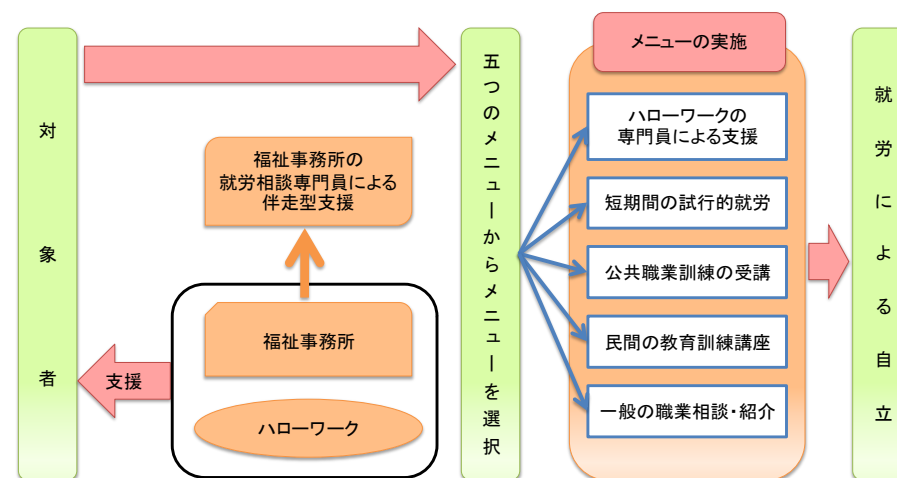 対象者
福祉事務所の
就労相談専門員による
伴走型支援
福祉事務所
ハローワーク
支援
五つのメニューからメニューを選択
メニューの実施
ハローワークの
専門員による支援
短期間の試行的就労
公共職業訓練の受講
民間の教育訓練講座
一般の職業相談・紹介
就労による自立